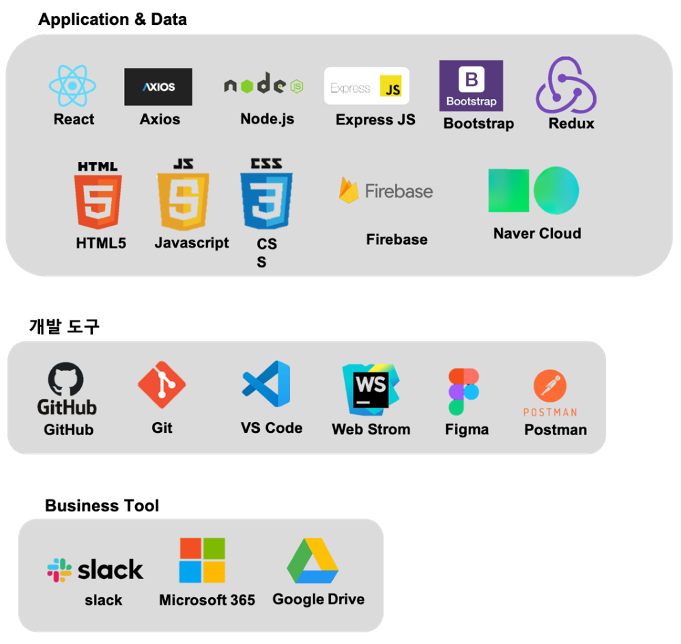 Application & Data
AXIOS
node JS
Express JS
B
Bootstrap
React Axios Node.js Express JS Bootstrap Redux
HTML JS CSS
5 5 3
Firebase
HTML5 Javascript CS
S
Firebase
Naver Cloud
개발 도구
GitHub
WS
POSTMAN
GitHub Git VS Code Web Strom Figma Postman
Business Tool
slack
slack Microsoft 365 Google Drive